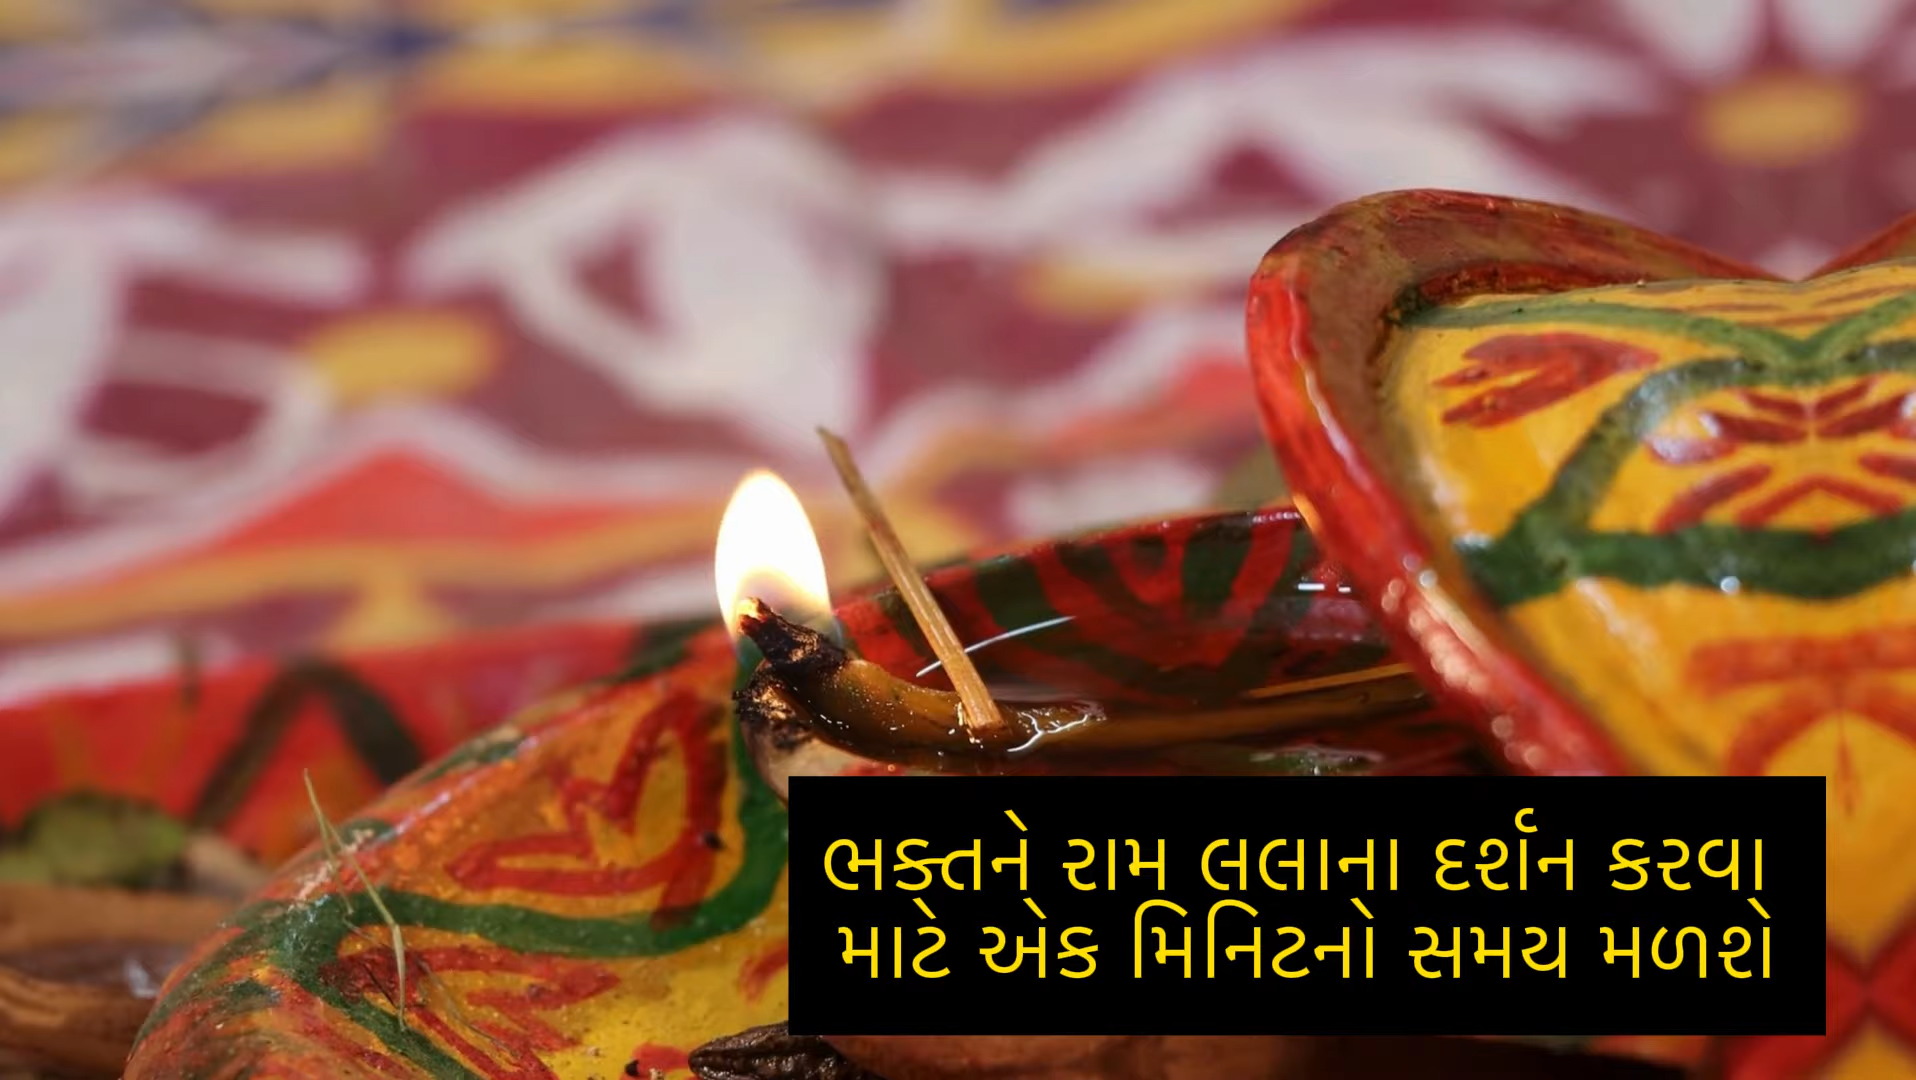 ભક્તને રામ લલાના દર્શન કરવા
માટે એક મિનિટનો સમય મળશે